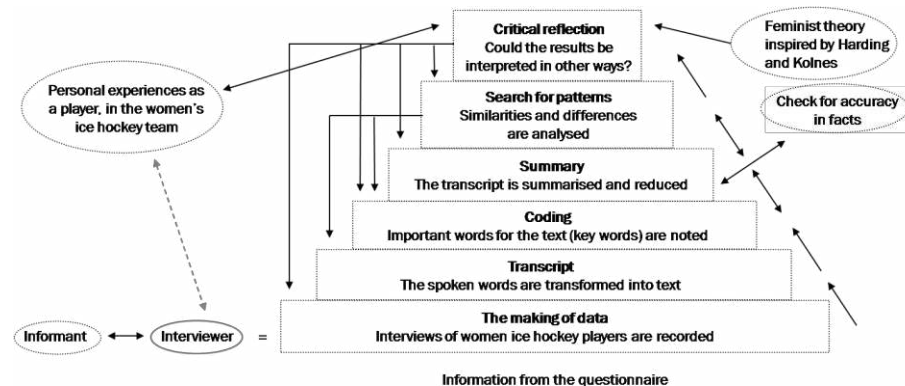 Critical reflection
Could the results be
interpreted in other ways?
Feminist theory
inspired by Harding
and Kolnes
Personal experiences as
a player, in the women's
ice hockey team
Search for patterns
Similarities and differences
are analysed
Check for accuracy
in facts
Summary
The transcript is summarised and reduced
Coding
Important words for the text (key words) are noted
Transcript
The spoken words are transformed into text
The making of data
Interviews of women ice hockey players are recorded
Informant
Interviewer
=
Information from the questionnaire